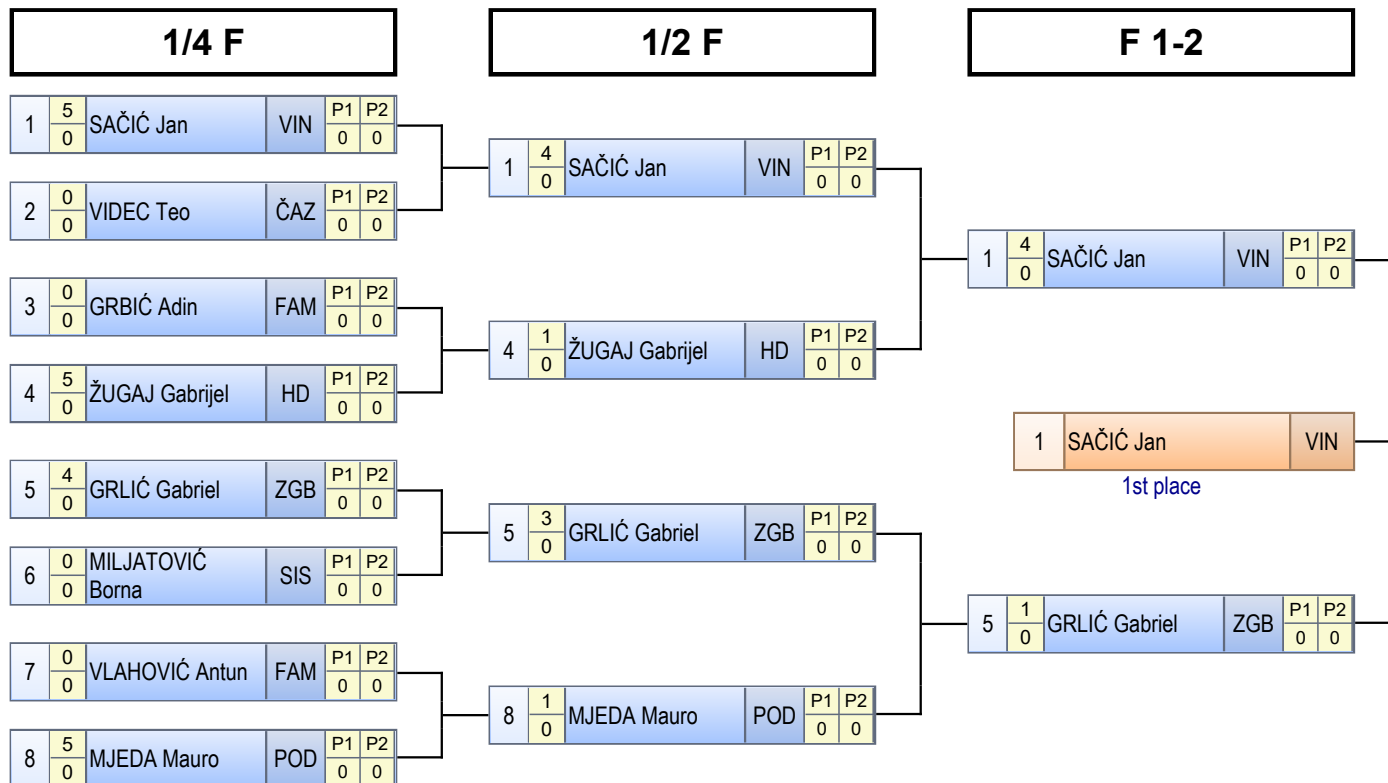 1/4 F
1/2 F
F 1-2
1 5 0 SAČIĆ Jan VIN P1 P2 0 0
2 0 0 VIDEC Teo ČAZ P1 P2 0 0
3 0 0 GRBIĆ Adin FAM P1 P2 0 0
4 5 0 ŽUGAJ Gabrijel HD P1 P2 0 0
5 4 0 GRLIĆ Gabriel ZGB P1 P2 0 0
6 0 0 MILJATOVIĆ
Borna SIS P1 P2 0 0
7 0 0 VLAHOVIĆ Antun FAM P1 P2 0 0
8 5 0 MJEDA Mauro POD P1 P2 0 0
1 4 0 SAČIĆ Jan VIN P1 P2 0 0
4 1 0 ŽUGAJ Gabrijel HD P1 P2 0 0
5 3 0 GRLIĆ Gabriel ZGB P1 P2 0 0
8 1 0 MJEDA Mauro POD P1 P2 0 0
1 4 0 SAČIĆ Jan VIN P1 P2 0 0
1 SAČIĆ Jan VIN
1st place
5 1 0 GRLIĆ Gabriel ZGB P1 P2 0 0